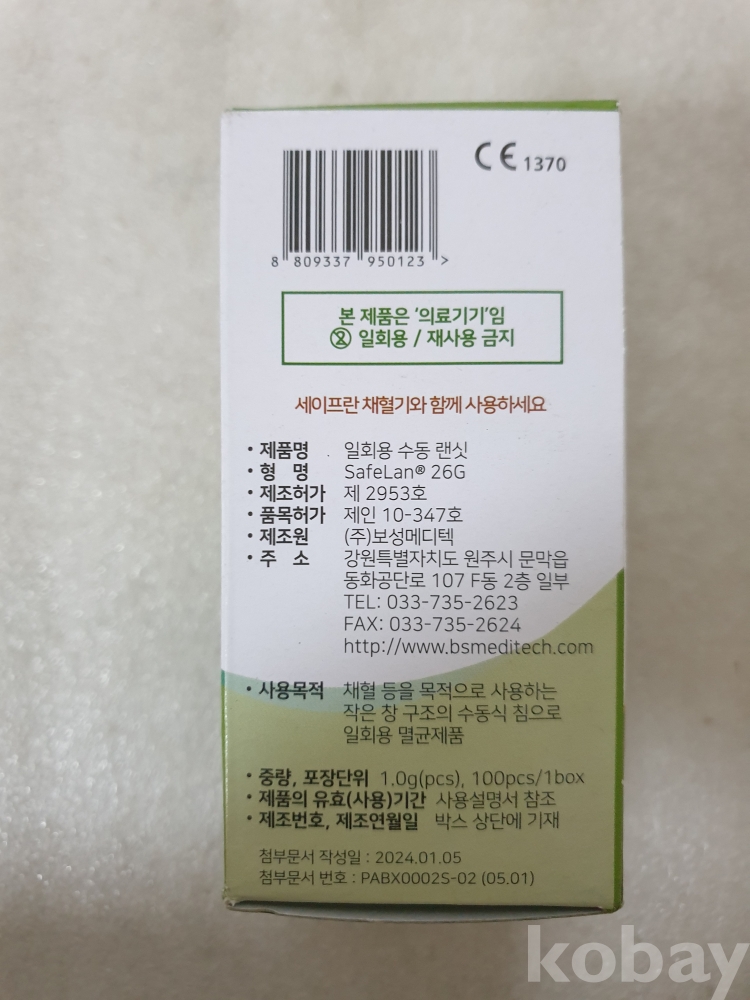 CE 1370
8 809337 950123 >
본 제품은 '의료기기'임
② 일회용 / 재사용 금지
세이프란 채혈기와 함께 사용하세요
• 제품명 일회용 수동 랜싯
• 형 명 SafeLan® 26G
• 제조허가 제 2953호
• 품목허가 제인 10-347호
• 제조원 (주)보성메디텍
• 주 소 강원특별자치도 원주시 문막읍
동화공단로 107 F동 2층 일부
TEL: 033-735-2623
FAX: 033-735-2624
http://www.bsmeditech.com
• 사용목적 채혈 등을 목적으로 사용하는
작은 창 구조의 수동식 침으로
일회용 멸균제품
• 중량, 포장단위 1.0g(pcs), 100pcs/1box
• 제품의 유효(사용)기간 사용설명서 참조
• 제조번호, 제조연월일 박스 상단에 기재
첨부문서 작성일 : 2024.01.05
첨부문서 번호 : PABX0002S-02 (05.01)
kobay